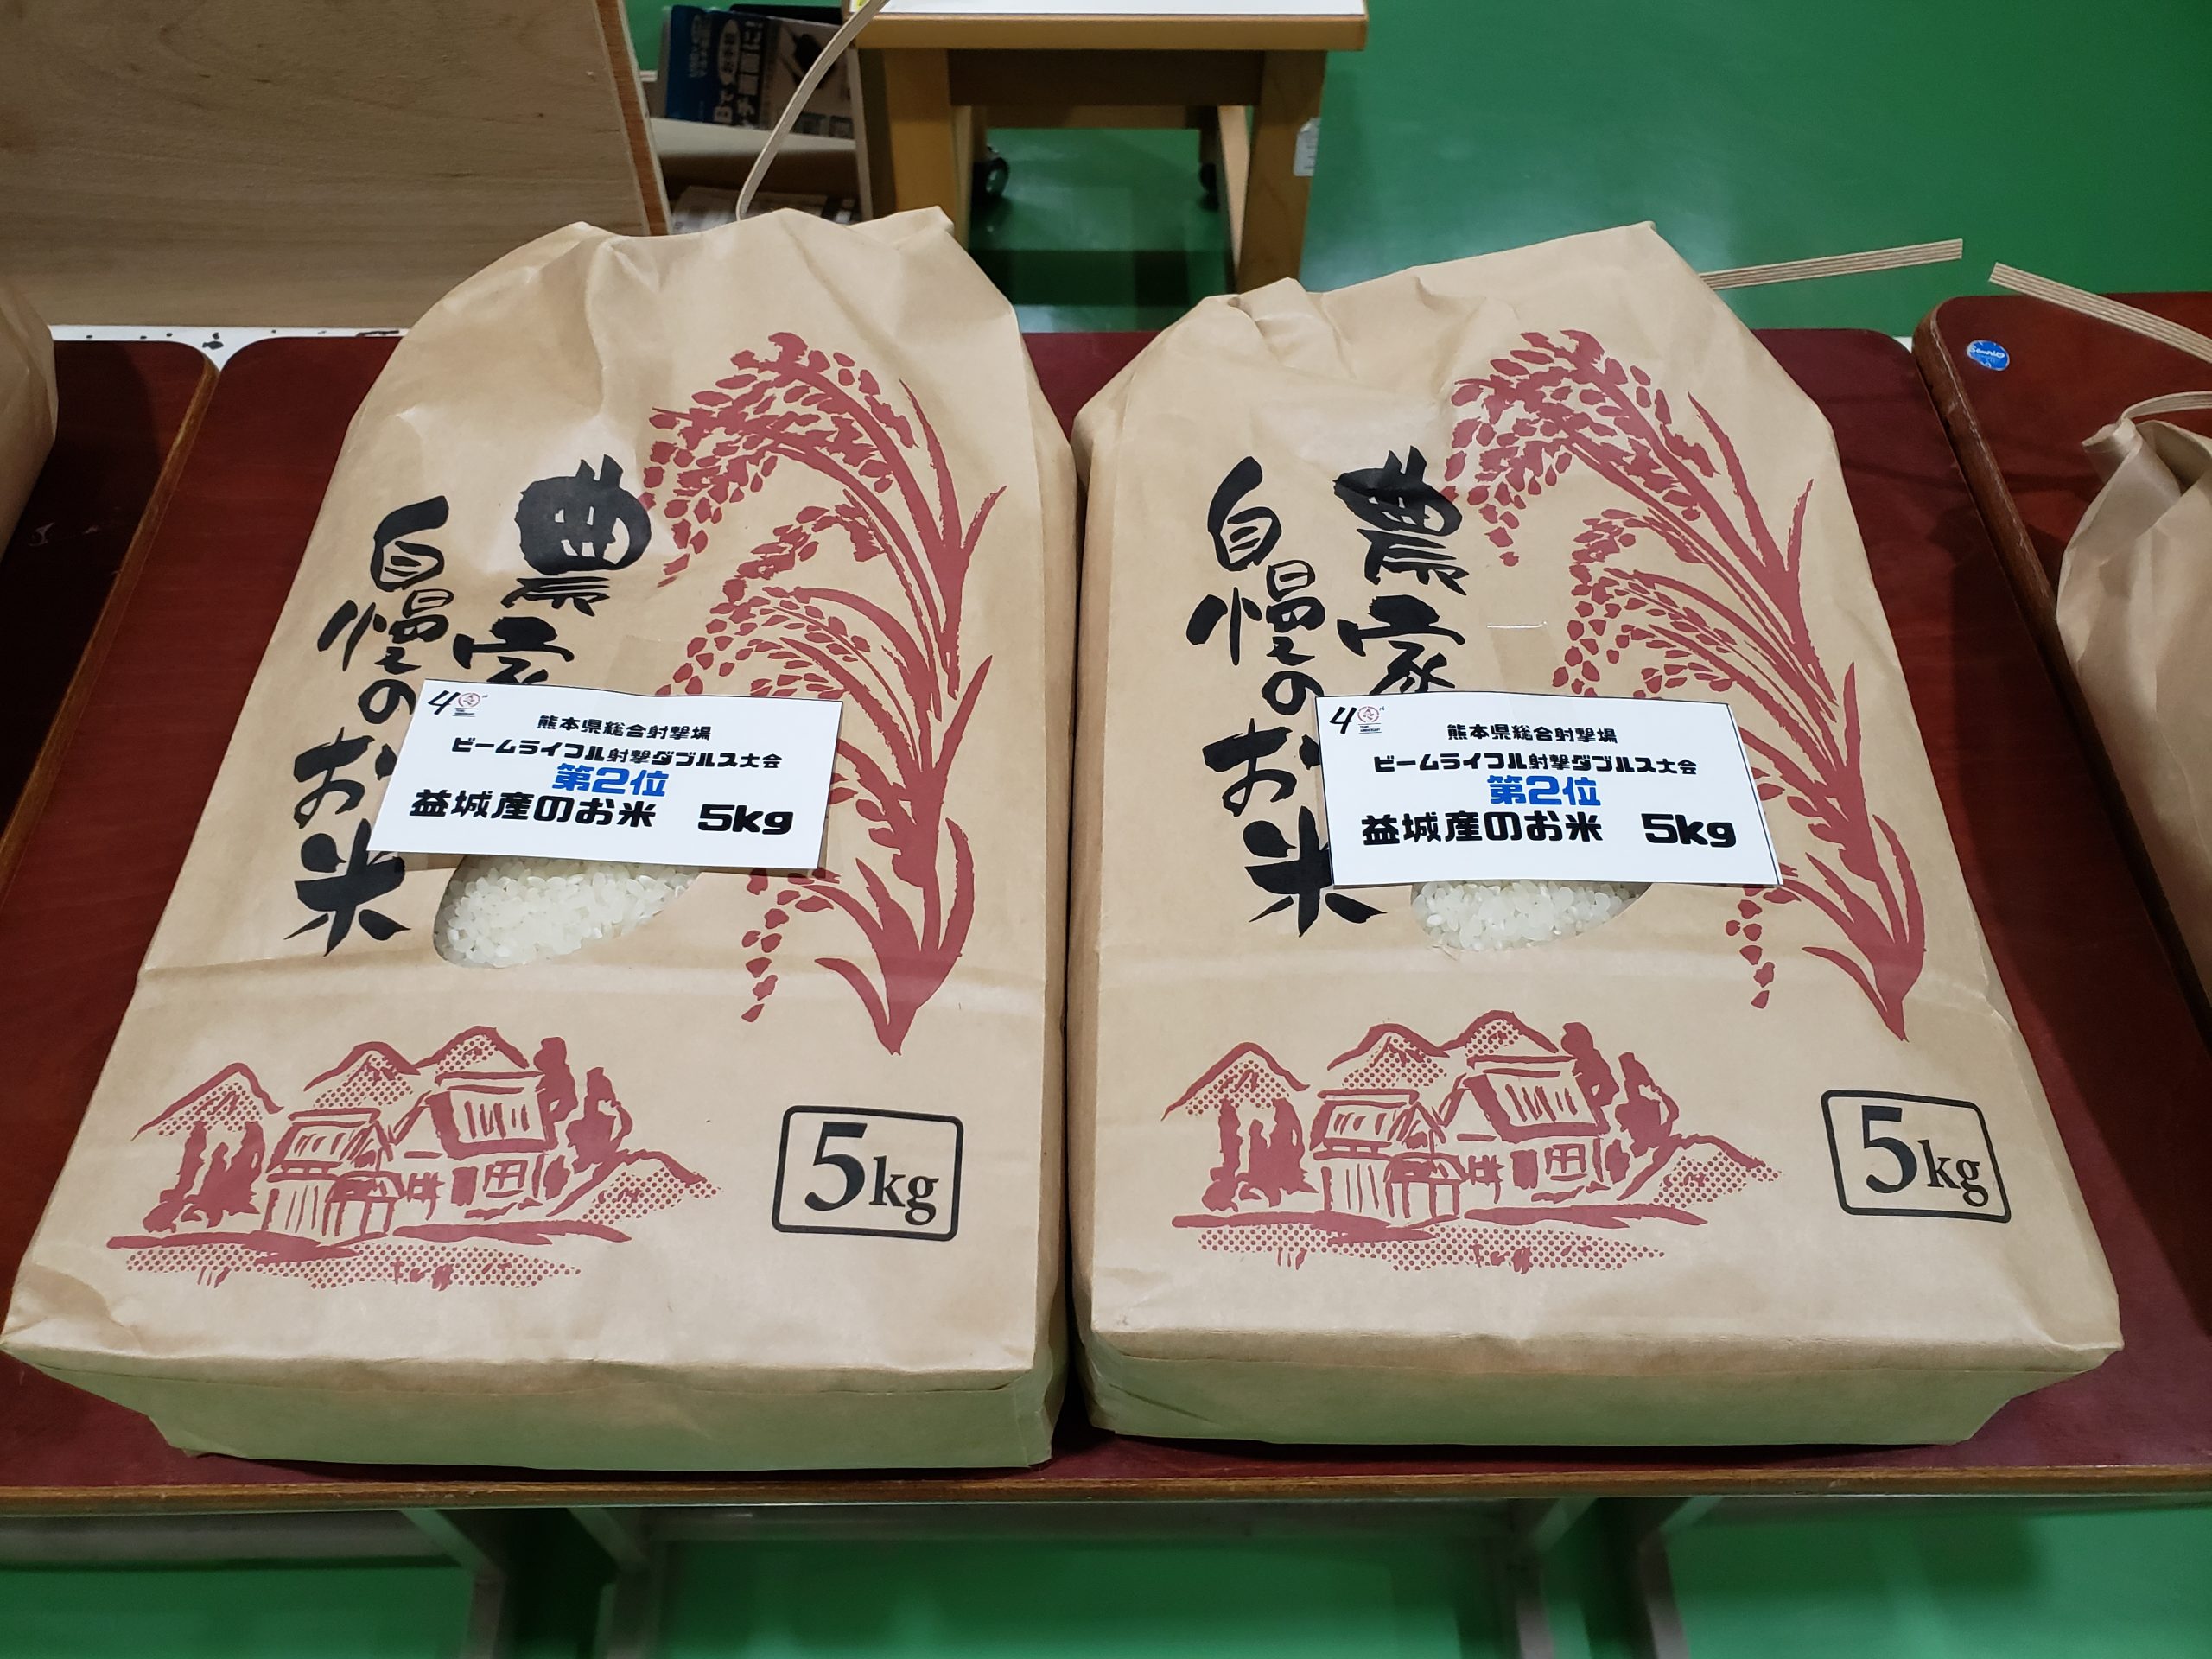 農家
自慢の
お米
40
熊本県総合射撃場
ビームライフル射撃ダブルス大会
第2位
益城産のお米 5kg
5kg
農家
自慢の
お米
40
熊本県総合射撃場
ビームライフル射撃ダブルス大会
第2位
益城産のお米 5kg
5kg